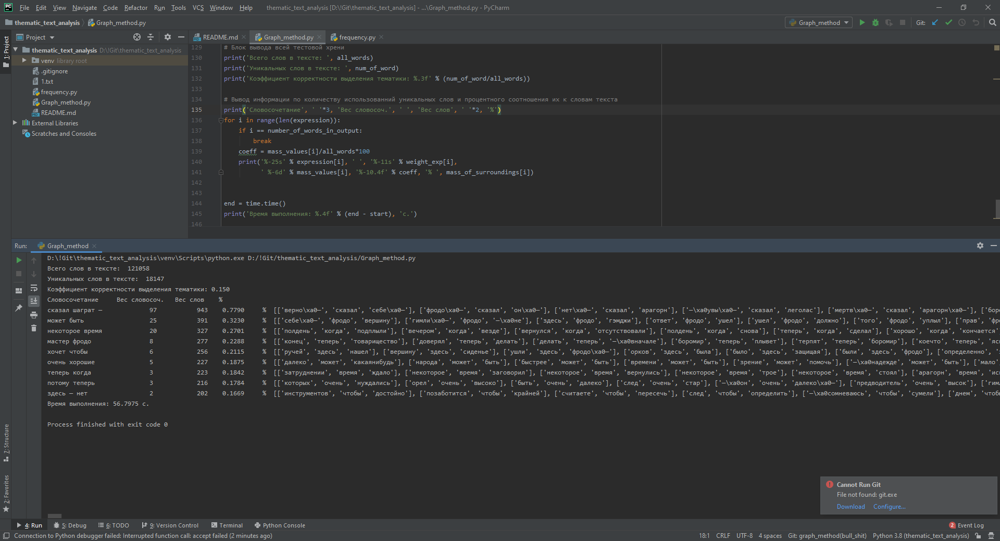 File Edit View Navigate Code Refactor Run Tools VCS Window Help thematic_text_analysis [D:\!Git\thematic_text_analysis] - ...\Graph_method.py - PyCharm
thematic_text_analysis Graph_method.py Graph_method Git:
Project README.md Graph_method.py frequency.py
1: Project
thematic_text_analysis D:\!Git\thematic_text_analysis
venv library root
.gitignore
1.txt
frequency.py
Graph_method.py
README.md
External Libraries
Scratches and Consoles
129 # Блок вывода всей тестовой хрени
130 print('Всего слов в тексте: ', all_words)
131 print('Уникальных слов в тексте: ', num_of_word)
132 print('Коэффициент корректности выделения тематики: %.3f' % (num_of_word/all_words))
133
134 # Вывод информации по количеству использованний уникальных слов и процентного соотношения их к словам текста
135 print('Словосочетание', ' '*3, 'Вес словосоч.', ' ', 'Вес слов', ' '*2, '%')
136 for i in range(len(expression)):
137 if i == number_of_words_in_output:
138 break
139 coeff = mass_values[i]/all_words*100
140 print('%-25s' % expression[i], ' ', '%-11s' % weight_exp[i],
141 ' %-6d' % mass_values[i], '%-10.4f' % coeff, '% ', mass_of_surroundings[i])
142
143
144 end = time.time()
145 print('Время выполнения: %.4f' % (end - start), 'с.')
146
Run: Graph_method
D:\!Git\thematic_text_analysis\venv\Scripts\python.exe D:/!Git/thematic_text_analysis/Graph_method.py
Всего слов в тексте:  121058
Уникальных слов в тексте:  18147
Коэффициент корректности выделения тематики: 0.150
Словосочетание Вес словосоч. Вес слов %
сказал шаграт — 97 943 0.7790 % [['верно\xa0—', 'сказал', 'себе\xa0—'], ['фродо\xa0—', 'сказал', 'он\xa0—'], ['нет\xa0—', 'сказал', 'арагорн'], ['—\xa0увы\xa0—', 'сказал', 'леголас'], ['мертв\xa0—', 'сказал', 'арагорн\xa0—'], ['бор
может быть 25 391 0.3230 % [['себе\xa0—', 'фродо', 'вершину'], ['гимли\xa0—', 'фродо', '—\xa0не'], ['здесь', 'фродо', 'гэмджи'], ['ответ', 'фродо', 'ушел'], ['ушел', 'фродо', 'должно'], ['того', 'фродо', 'уплыл'], ['прав', 'фр
некоторое время 20 327 0.2701 % [['полдень', 'когда', 'подплыли'], ['вечером', 'когда', 'везде'], ['вернулся', 'когда', 'отсутствовали'], ['полдень', 'когда', 'снова'], ['теперь', 'когда', 'сделал'], ['хорошо', 'когда', 'кончается'
мастер фродо 8 277 0.2288 % [['конец', 'теперь', 'товарищество'], ['доверял', 'теперь', 'делать'], ['делать', 'теперь', '—\xa0вначале'], ['боромир', 'теперь', 'плывет'], ['терпят', 'теперь', 'боромир'], ['коечто', 'теперь', 'яс
хочет чтобы 6 256 0.2115 % [['ручей', 'здесь', 'нашел'], ['вершину', 'здесь', 'сиденье'], ['ушли', 'здесь', 'фродо\xa0—'], ['орков', 'здесь', 'была'], ['было', 'здесь', 'защищая'], ['были', 'здесь', 'фродо'], ['определенно', '
очень хорошие 5 227 0.1875 % [['далеко', 'может', 'какаянибудь'], ['народа', 'может', 'быть'], ['быстрее', 'может', 'быть'], ['времени', 'может', 'быть'], ['зрение', 'может', 'помочь'], ['—\xa0надежде', 'может', 'быть'], ['мало'
теперь когда 3 223 0.1842 % [['затруднении', 'время', 'ждало'], ['некоторое', 'время', 'заговорил'], ['некоторое', 'время', 'вернулись'], ['некоторое', 'время', 'трое'], ['некоторое', 'время', 'стоял'], ['арагорн', 'время', 'ис
потому теперь 3 216 0.1784 % [['которых', 'очень', 'нуждались'], ['орел', 'очень', 'высоко'], ['быть', 'очень', 'далеко'], ['след', 'очень', 'стар'], ['—\xa0он', 'очень', 'далеко\xa0—'], ['предводитель', 'очень', 'высок'], ['гим
здесь — нет 2 202 0.1669 % [['инструментов', 'чтобы', 'достойно'], ['позаботится', 'чтобы', 'крайней'], ['считаете', 'чтобы', 'пересечь'], ['след', 'чтобы', 'определить'], ['—\xa0сомневаюсь', 'чтобы', 'сумели'], ['днем', 'чтоб
Время выполнения: 56.7975 с.
Process finished with exit code 0
7: Structure
2: Favorites
Cannot Run Git
File not found: git.exe
Download Configure...
4: Run 5: Debug 6: TODO 9: Version Control Terminal Python Console 2 Event Log
Connection to Python debugger failed: Interrupted function call: accept failed (2 minutes ago) 18:1 CRLF UTF-8 4 spaces Git: graph_method(bull_shit) Python 3.8 (thematic_text_analysis)